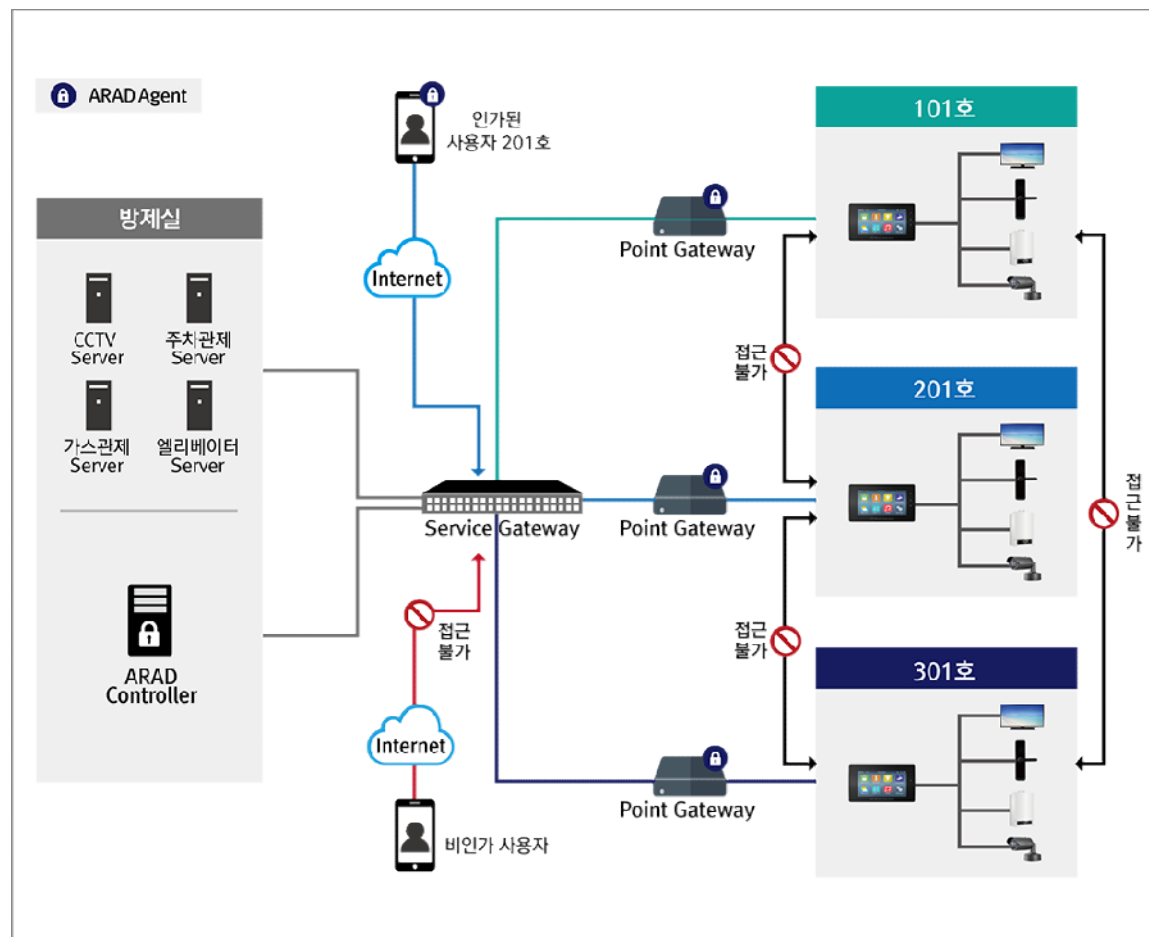 ARAD Agent
인가된
사용자 201호
Internet
방제실
CCTV
Server
주차관제
Server
가스관제
Server
엘리베이터
Server
ARAD
Controller
Service Gateway
Point Gateway
Point Gateway
Point Gateway
101호
접근
불가
201호
접근
불가
301호
접근
불가
접근
불가
Internet
비인가 사용자